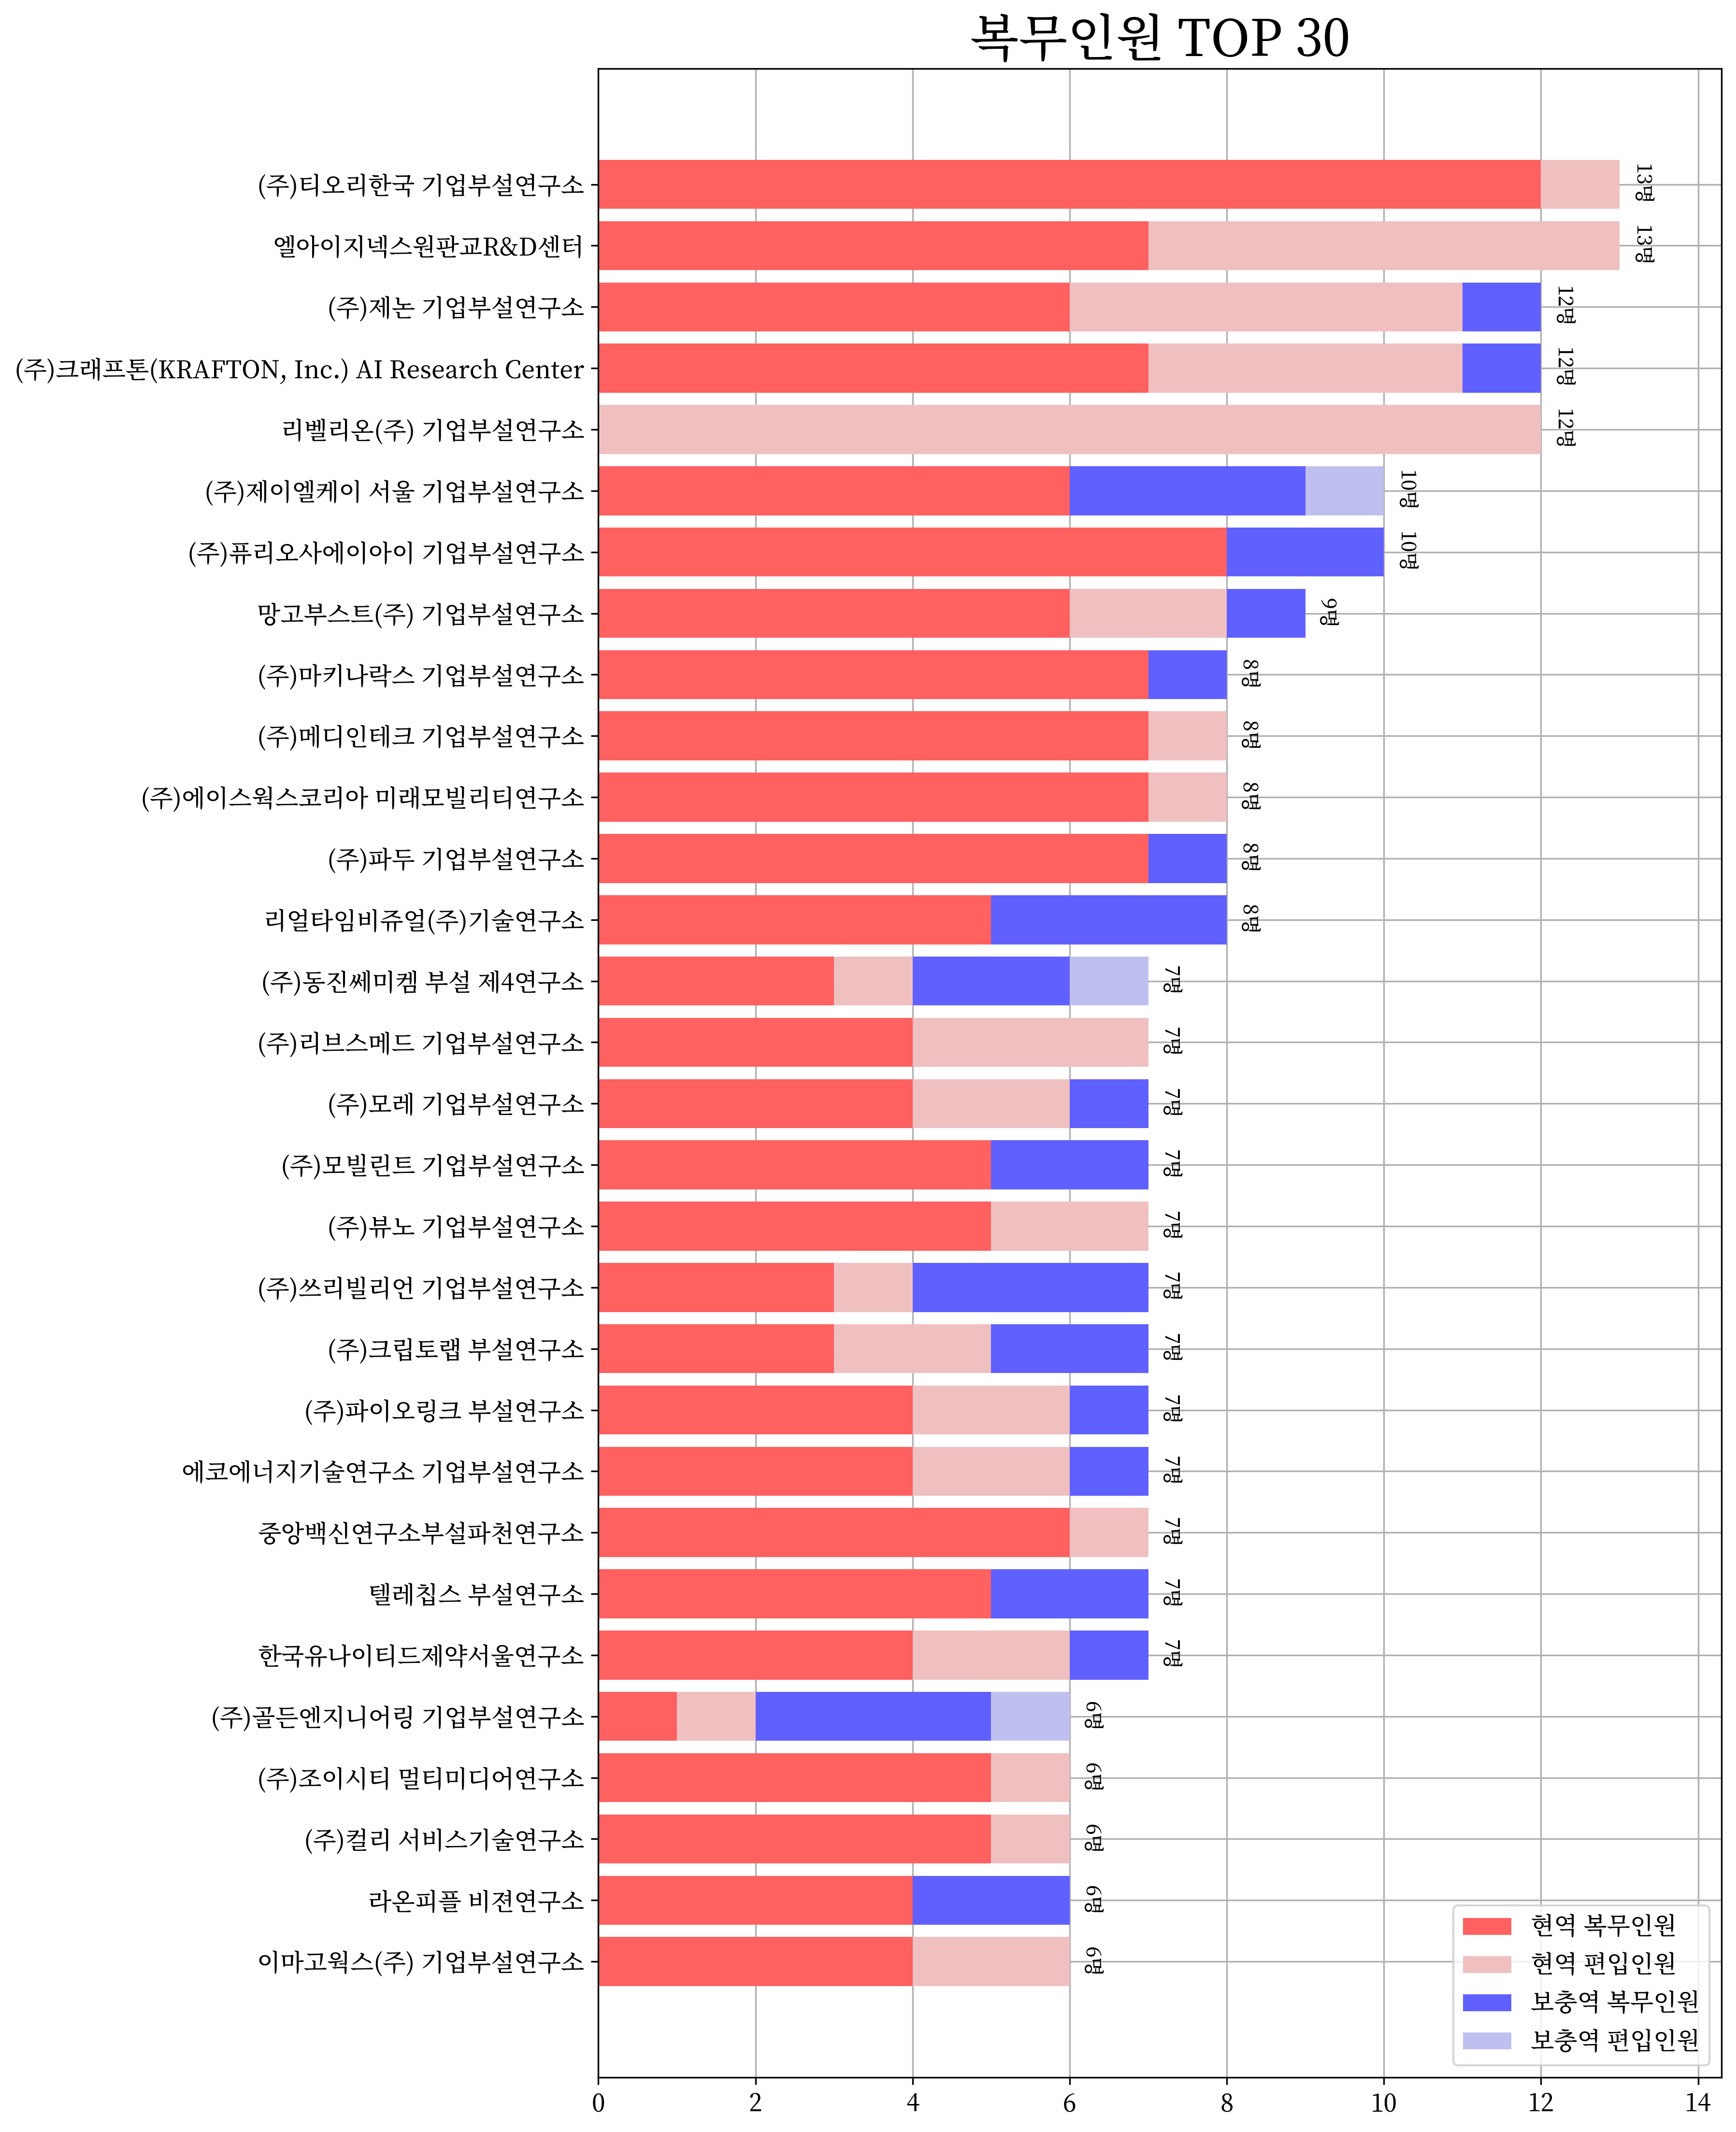 복무인원 TOP 30
(주)티오리한국 기업부설연구소 13명
엘아이지넥스원판교R&D센터 13명
(주)제논 기업부설연구소 12명
(주)크래프톤(KRAFTON, Inc.) AI Research Center 12명
리벨리온(주) 기업부설연구소 12명
(주)제이엘케이 서울 기업부설연구소 10명
(주)퓨리오사에이아이 기업부설연구소 10명
망고부스트(주) 기업부설연구소 9명
(주)마키나락스 기업부설연구소 8명
(주)메디인테크 기업부설연구소 8명
(주)에이스웍스코리아 미래모빌리티연구소 8명
(주)파두 기업부설연구소 8명
리얼타임비쥬얼(주)기술연구소 8명
(주)동진쎄미켐 부설 제4연구소 7명
(주)리브스메드 기업부설연구소 7명
(주)모레 기업부설연구소 7명
(주)모빌린트 기업부설연구소 7명
(주)뷰노 기업부설연구소 7명
(주)쓰리빌리언 기업부설연구소 7명
(주)크립토랩 부설연구소 7명
(주)파이오링크 부설연구소 7명
에코에너지기술연구소 기업부설연구소 7명
중앙백신연구소부설파천연구소 7명
텔레칩스 부설연구소 7명
한국유나이티드제약서울연구소 7명
(주)골든엔지니어링 기업부설연구소 6명
(주)조이시티 멀티미디어연구소 6명
(주)컬리 서비스기술연구소 6명
라온피플 비젼연구소 6명
이마고웍스(주) 기업부설연구소 6명
현역 복무인원
현역 편입인원
보충역 복무인원
보충역 편입인원
0 2 4 6 8 10 12 14